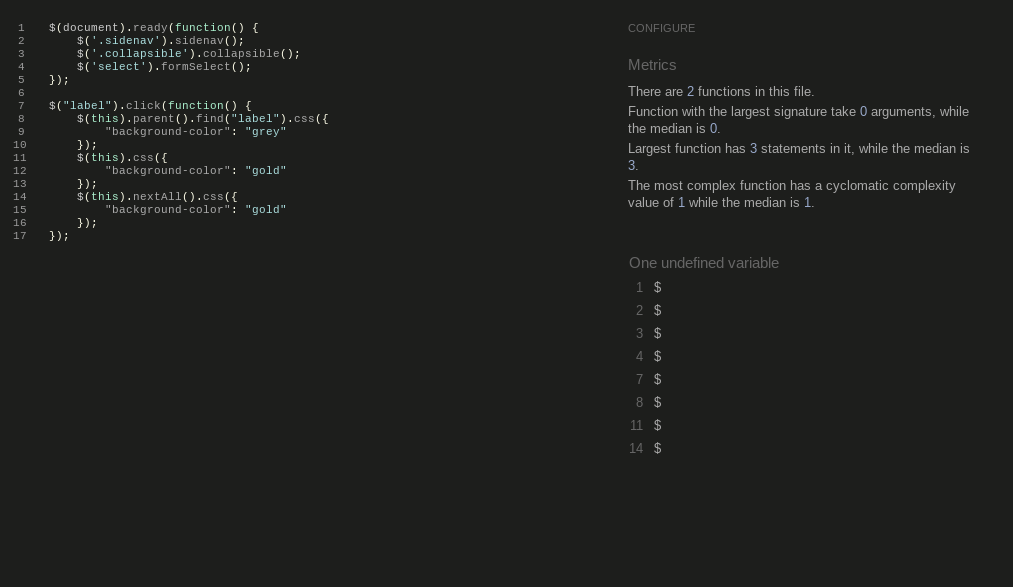 1 $(document).ready(function() {
2 $('.sidenav').sidenav();
3 $('.collapsible').collapsible();
4 $('select').formSelect();
5 });
6
7 $("label").click(function() {
8 $(this).parent().find("label").css({
9 "background-color": "grey"
10 });
11 $(this).css({
12 "background-color": "gold"
13 });
14 $(this).nextAll().css({
15 "background-color": "gold"
16 });
17 });
CONFIGURE
Metrics
There are 2 functions in this file.
Function with the largest signature take 0 arguments, while
the median is 0.
Largest function has 3 statements in it, while the median is
3.
The most complex function has a cyclomatic complexity
value of 1 while the median is 1.
One undefined variable
1 $
2 $
3 $
4 $
7 $
8 $
11 $
14 $